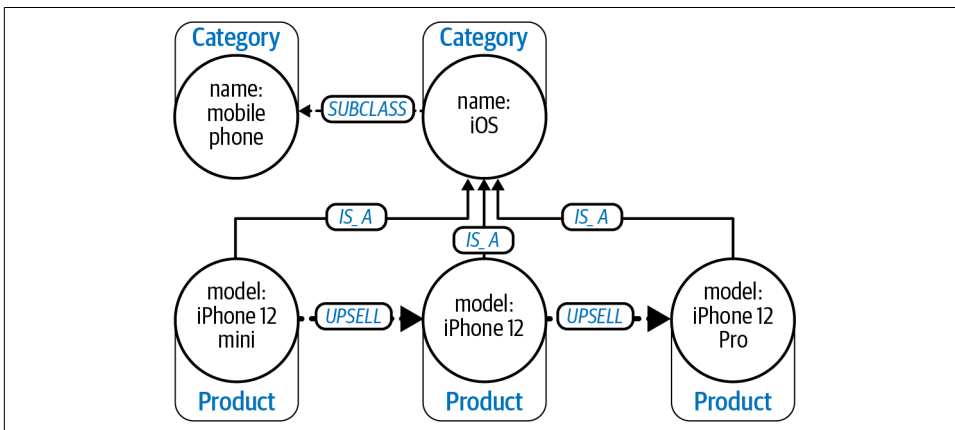 Category
Category
name:
mobile
phone
SUBCLASS
name:
iOS
IS_A
IS_A
IS_A
model:
iPhone 12
mini
UPSELL
model:
iPhone 12
UPSELL
model:
iPhone 12
Pro
Product
Product
Product